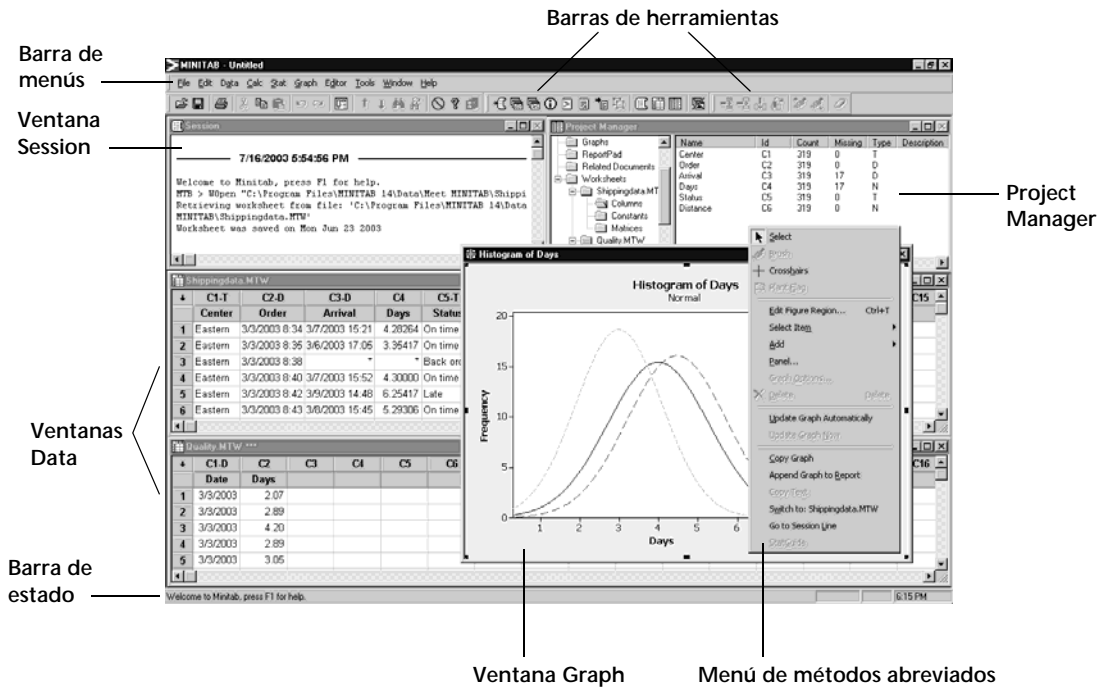 Barras de herramientas
Barra de
menús
MINITAB - Untitled
File Edit Data Calc Stat Graph Editor Tools Window Help
Ventana
Session
Session
7/16/2003 5:54:56 PM
Welcome to Minitab, press F1 for help.
MTB > WOpen "C:\Program Files\MINITAB 14\Data\Meet MINITAB\Shippi
Retrieving worksheet from file: 'C:\Program Files\MINITAB 14\Data
MINITAB\Shippingdata.MTW'
Worksheet was saved on Mon Jun 23 2003
Project Manager
Graphs
ReportPad
Related Documents
Worksheets
Shippingdata.MT
Columns
Constants
Matrices
Quality.MTW
Name Id Count Missing Type Description
Center C1 319 0 T
Order C2 319 0 D
Arrival C3 319 17 D
Days C4 319 17 N
Status C5 319 0 T
Distance C6 319 0 N
Project
Manager
Shippingdata.MTW
C1-T C2-D C3-D C4 C5-T C15
Center Order Arrival Days Status
1 Eastern 3/3/2003 8:34 3/7/2003 15:21 4.28264 On time
2 Eastern 3/3/2003 8:35 3/6/2003 17:05 3.35417 On time
3 Eastern 3/3/2003 8:38 * * Back ord
4 Eastern 3/3/2003 8:40 3/7/2003 15:52 4.30000 On time
5 Eastern 3/3/2003 8:42 3/9/2003 14:48 6.25417 Late
6 Eastern 3/3/2003 8:43 3/8/2003 15:45 5.29306 On time
Ventanas
Data
Quality.MTW ***
C1-D C2 C3 C4 C5 C6 C16
Date Days
1 3/3/2003 2.07
2 3/3/2003 2.89
3 3/3/2003 4.20
4 3/3/2003 2.89
5 3/3/2003 3.05
Histogram of Days
Histogram of Days
Normal
20
15
10
5
0
Frequency
1 2 3 4 5 6
Days
Select
Brush
Crosshairs
Plant Flag
Edit Figure Region... Ctrl+T
Select Item
Add
Panel...
Graph Options...
Delete Delete
Update Graph Automatically
Update Graph Now
Copy Graph
Append Graph to Report
Copy Text
Switch to: Shippingdata.MTW
Go to Session Line
StatGuide
Barra de
estado
Welcome to Minitab, press F1 for help.
6:15 PM
Ventana Graph
Menú de métodos abreviados